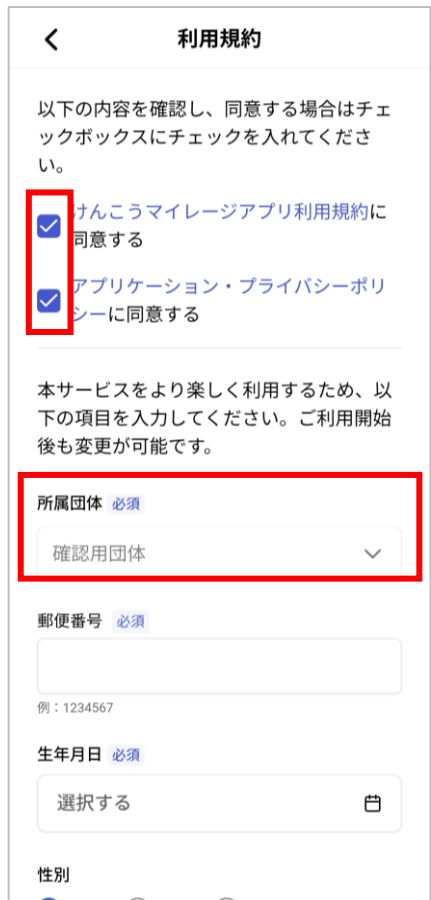 利用規約
以下の内容を確認し、同意する場合はチェ
ックボックスにチェックを入れてくださ
い。
けんこうマイレージアプリ利用規約に
同意する
アプリケーション・プライバシーポリ
シーに同意する
本サービスをより楽しく利用するため、以
下の項目を入力してください。ご利用開始
後も変更が可能です。
所属団体 必須
確認用団体
郵便番号 必須
例：1234567
生年月日 必須
選択する
性別